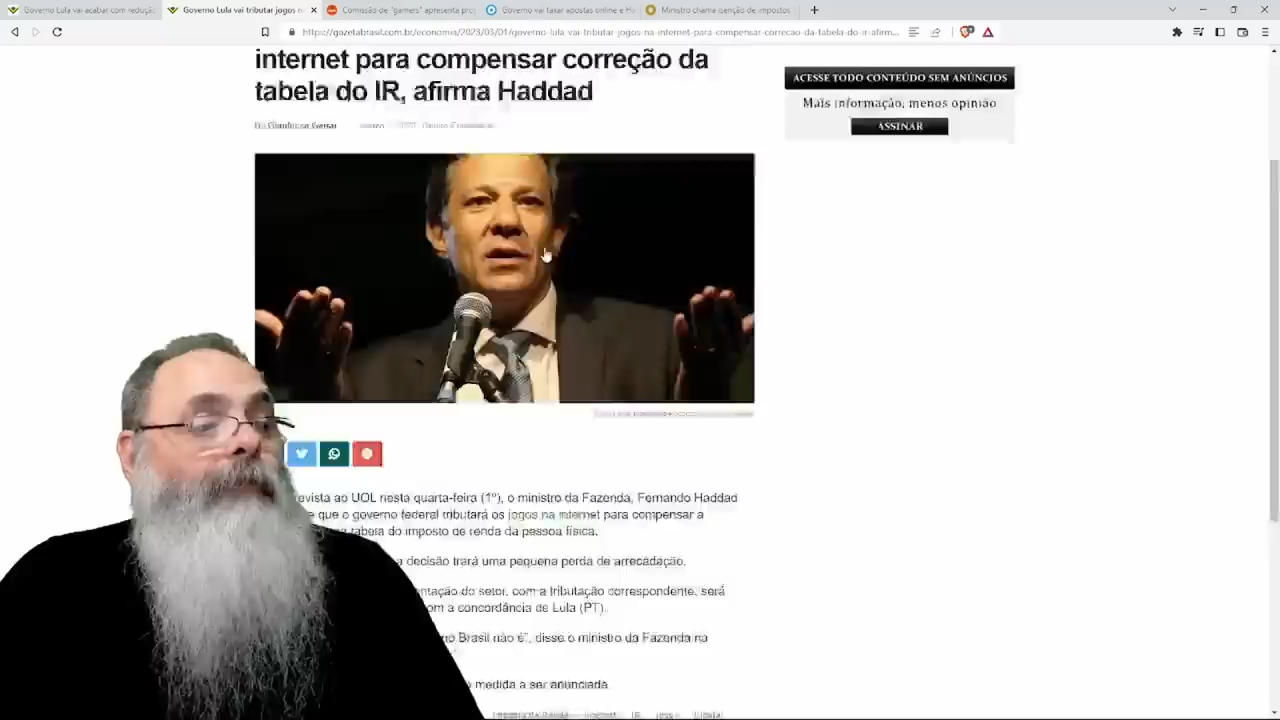 Governo Lula vai acabar com redução
Governo Lula vai tributar jogos n
Comissão de "gamers" apresenta proj
Governo vai taxar apostas online e
Ministro chama isenção de impostos
https://gazetabrasil.com.br/economia/2023/03/01/governo-lula-vai-tributar-jogos-na-internet-para-compensar-correcao-da-tabela-do-ir-afirm...
internet para compensar correção da
tabela do IR, afirma Haddad
ACESSE TODO CONTEÚDO SEM ANÚNCIOS
Mais informação, menos opinião
ASSINAR
revista ao UOL nesta quarta-feira (1º), o ministro da Fazenda, Fernando Haddad
e que o governo federal tributará os jogos na internet para compensar a
tabela do imposto de renda da pessoa física.
a decisão trará uma pequena perda de arrecadação.
ntação do setor, com a tributação correspondente, será
om a concordância de Lula (PT).
no Brasil não é", disse o ministro da Fazenda na
medida a ser anunciada